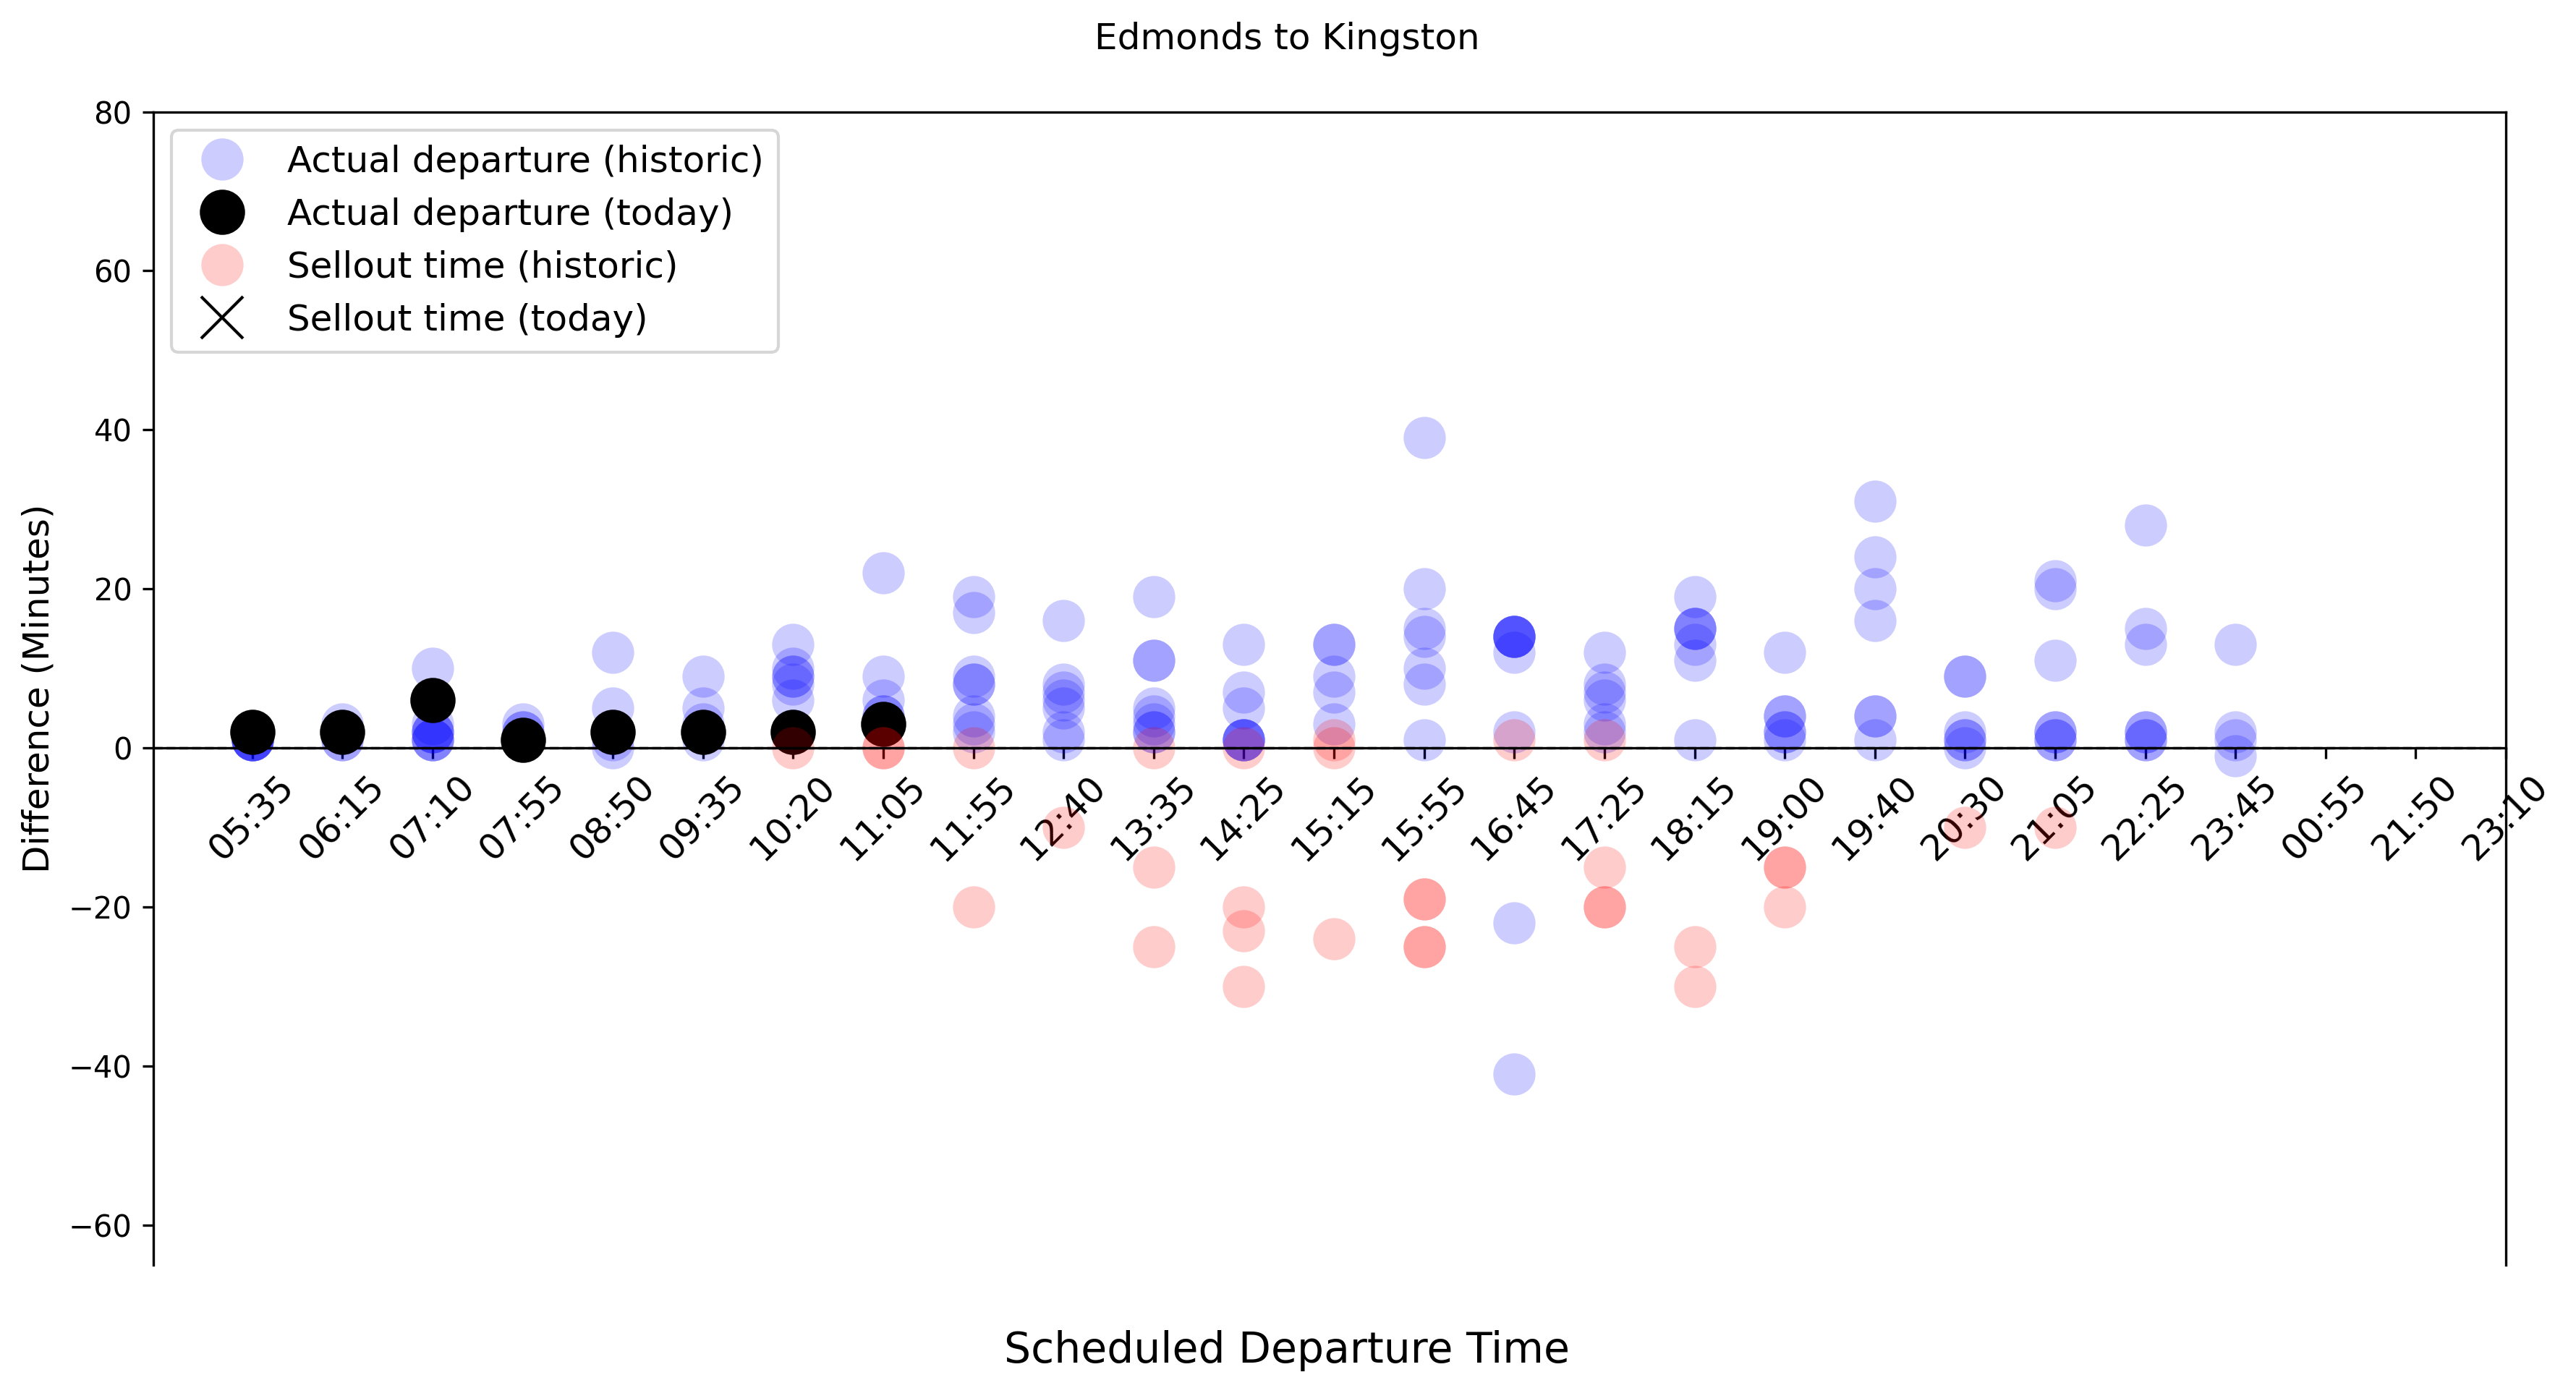 Edmonds to Kingston
80
60
40
20
0
−20
−40
−60
Difference (Minutes)
Actual departure (historic)
Actual departure (today)
Sellout time (historic)
Sellout time (today)
05:35 06:15 07:10 07:55 08:50 09:35 10:20 11:05 11:55 12:40 13:35 14:25 15:15 15:55 16:45 17:25 18:15 19:00 19:40 20:30 21:05 22:25 23:45 00:55 21:50 23:10
Scheduled Departure Time